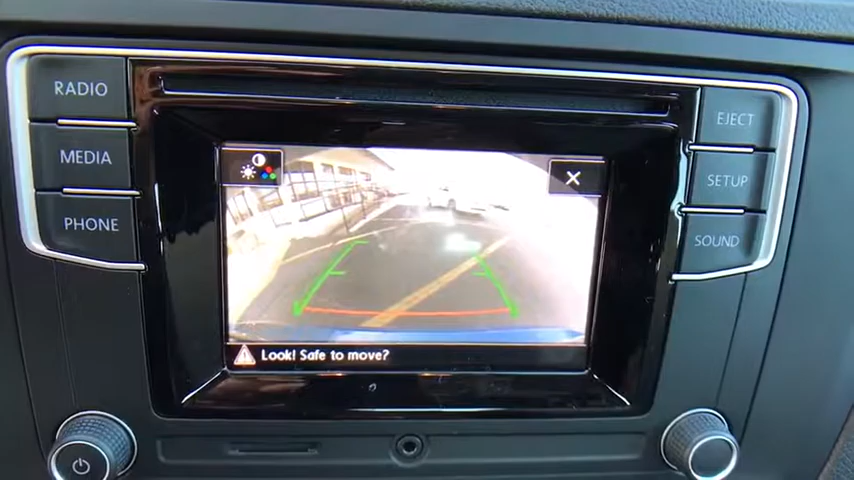 RADIO
MEDIA
PHONE
EJECT
SETUP
SOUND
Look! Safe to move?